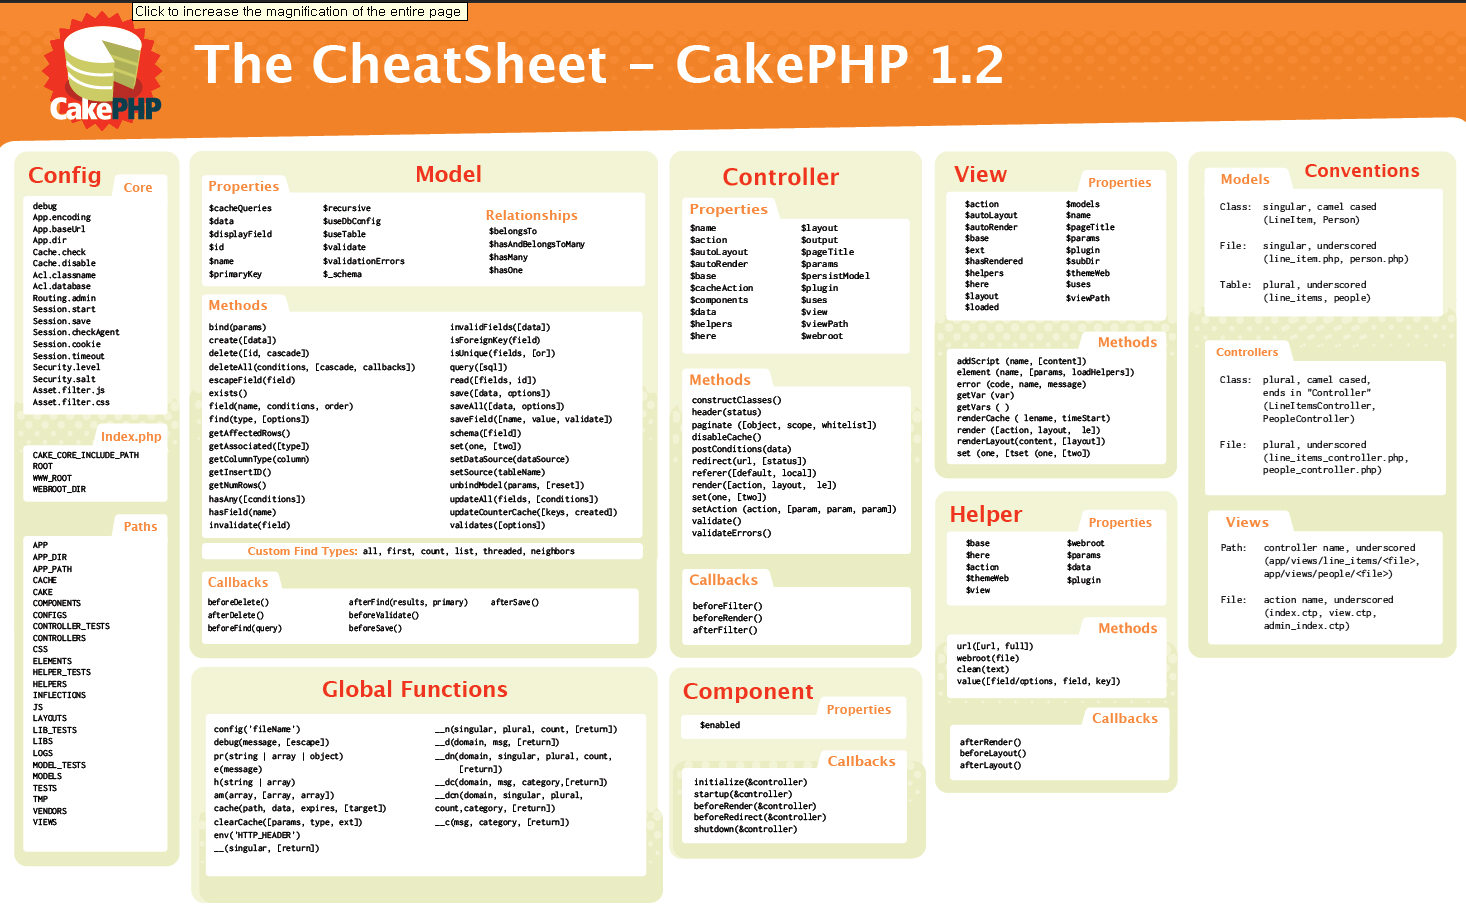 Click to increase the magnification of the entire page
CakePHP
The CheatSheet - CakePHP 1.2
Config
Core
debug
App.encoding
App.baseUrl
App.dir
Cache.check
Cache.disable
Acl.classname
Acl.database
Routing.admin
Session.start
Session.save
Session.checkAgent
Session.cookie
Session.timeout
Security.level
Security.salt
Asset.filter.js
Asset.filter.css
Index.php
CAKE_CORE_INCLUDE_PATH
ROOT
WWW_ROOT
WEBROOT_DIR
Paths
APP
APP_DIR
APP_PATH
CACHE
CAKE
COMPONENTS
CONFIGS
CONTROLLER_TESTS
CONTROLLERS
CSS
ELEMENTS
HELPER_TESTS
HELPERS
INFLECTIONS
JS
LAYOUTS
LIB_TESTS
LIBS
LOGS
MODEL_TESTS
MODELS
TESTS
TMP
VENDORS
VIEWS
Model
Properties
$cacheQueries
$data
$displayField
$id
$name
$primaryKey
$recursive
$useDbConfig
$useTable
$validate
$validationErrors
$_schema
Relationships
$belongsTo
$hasAndBelongsToMany
$hasMany
$hasOne
Methods
bind(params)
create([data])
delete([id, cascade])
deleteAll(conditions, [cascade, callbacks])
escapeField(field)
exists()
field(name, conditions, order)
find(type, [options])
getAffectedRows()
getAssociated([type])
getColumnType(column)
getInsertID()
getNumRows()
hasAny([conditions])
hasField(name)
invalidate(field)
invalidFields([data])
isForeignKey(field)
isUnique(fields, [or])
query([sql])
read([fields, id])
save([data, options])
saveAll([data, options])
saveField([name, value, validate])
schema([field])
set(one, [two])
setDataSource(dataSource)
setSource(tableName)
unbindModel(params, [reset])
updateAll(fields, [conditions])
updateCounterCache([keys, created])
validates([options])
Custom Find Types: all, first, count, list, threaded, neighbors
Callbacks
beforeDelete()
afterDelete()
beforeFind(query)
afterFind(results, primary)
beforeValidate()
beforeSave()
afterSave()
Global Functions
config('fileName')
debug(message, [escape])
pr(string | array | object)
e(message)
h(string | array)
am(array, [array, array])
cache(path, data, expires, [target])
clearCache([params, type, ext])
env('HTTP_HEADER')
__(singular, [return])
__n(singular, plural, count, [return])
__d(domain, msg, [return])
__dn(domain, singular, plural, count,
[return])
__dc(domain, msg, category,[return])
__dcn(domain, singular, plural,
count,category, [return])
__c(msg, category, [return])
Controller
Properties
$name
$action
$autoLayout
$autoRender
$base
$cacheAction
$components
$data
$helpers
$here
$layout
$output
$pageTitle
$params
$persistModel
$plugin
$uses
$view
$viewPath
$webroot
Methods
constructClasses()
header(status)
paginate ([object, scope, whitelist])
disableCache()
postConditions(data)
redirect(url, [status])
referer([default, local])
render([action, layout, le])
set(one, [two])
setAction (action, [param, param, param])
validate()
validateErrors()
Callbacks
beforeFilter()
beforeRender()
afterFilter()
Component
Properties
$enabled
Callbacks
initialize(&controller)
startup(&controller)
beforeRender(&controller)
beforeRedirect(&controller)
shutdown(&controller)
View
Properties
$action
$autoLayout
$autoRender
$base
$ext
$hasRendered
$helpers
$here
$layout
$loaded
$models
$name
$pageTitle
$params
$plugin
$subDir
$themeWeb
$uses
$viewPath
Methods
addScript (name, [content])
element (name, [params, loadHelpers])
error (code, name, message)
getVar (var)
getVars ( )
renderCache ( lename, timeStart)
render ([action, layout, le])
renderLayout(content, [layout])
set (one, [tset (one, [two])
Helper
Properties
$base
$here
$action
$themeWeb
$view
$webroot
$params
$data
$plugin
Methods
url([url, full])
webroot(file)
clean(text)
value([field/options, field, key])
Callbacks
afterRender()
beforeLayout()
afterLayout()
Conventions
Models
Class: singular, camel cased
(LineItem, Person)
File: singular, underscored
(line_item.php, person.php)
Table: plural, underscored
(line_items, people)
Controllers
Class: plural, camel cased,
ends in "Controller"
(LineItemsController,
PeopleController)
File: plural, underscored
(line_items_controller.php,
people_controller.php)
Views
Path: controller name, underscored
(app/views/line_items/<file>,
app/views/people/<file>)
File: action name, underscored
(index.ctp, view.ctp,
admin_index.ctp)